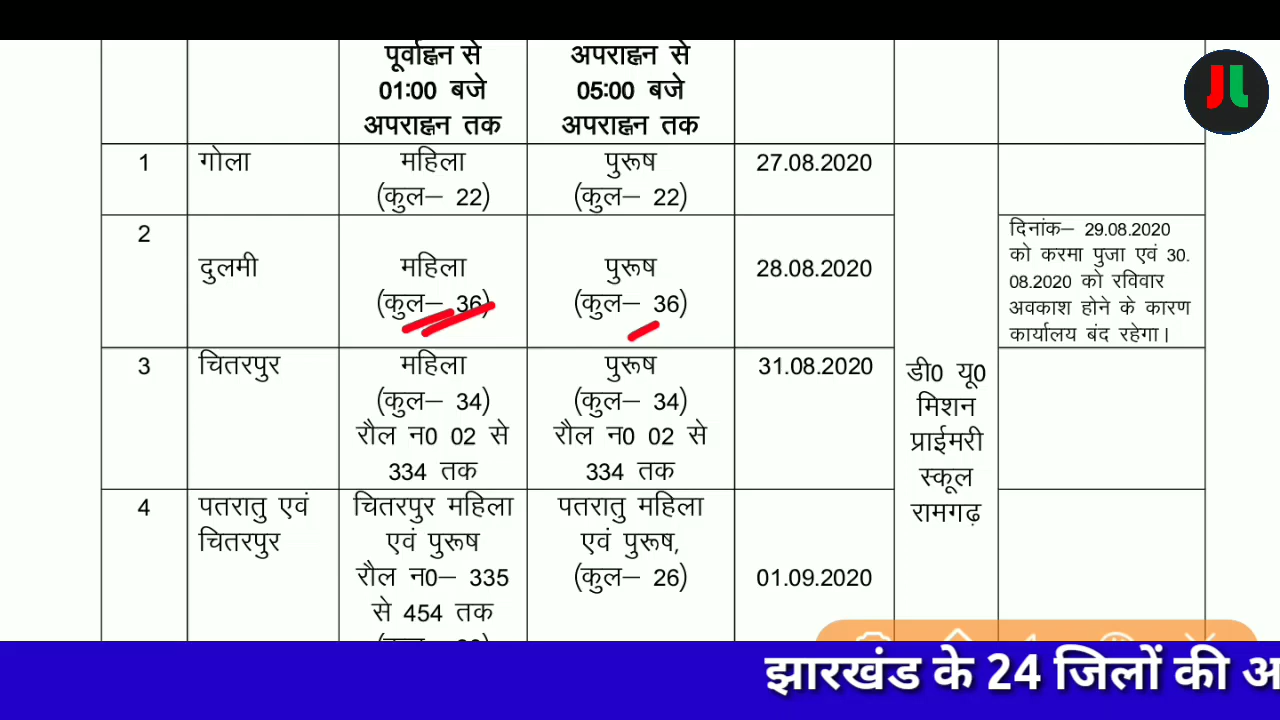 पूर्वाह्न से
01:00 बजे
अपराह्न तक
अपराह्न से
05:00 बजे
अपराह्न तक
1
गोला
महिला
(कुल– 22)
पुरूष
(कुल– 22)
27.08.2020
2
दुलमी
महिला
(कुल– 36)
पुरूष
(कुल– 36)
28.08.2020
दिनांक– 29.08.2020
को करमा पुजा एवं 30.
08.2020 को रविवार
अवकाश होने के कारण
कार्यालय बंद रहेगा।
3
चितरपुर
महिला
(कुल– 34)
रौल न0 02 से
334 तक
पुरूष
(कुल– 34)
रौल न0 02 से
334 तक
31.08.2020
डी0 यू0
मिशन
प्राईमरी
स्कूल
रामगढ़
4
पतरातु एवं
चितरपुर
चितरपुर महिला
एवं पुरूष
रौल न0– 335
से 454 तक
पतरातु महिला
एवं पुरूष,
(कुल– 26)
01.09.2020
झारखंड के 24 जिलों की अ